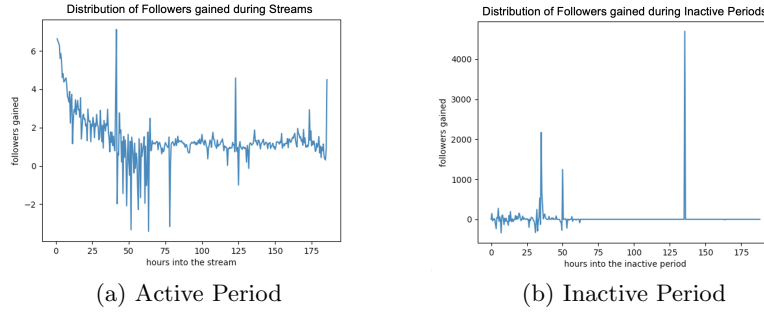 Distribution of Followers gained during Streams
6
4
2
0
−2
followers gained
0 25 50 75 100 125 150 175
hours into the stream
(a) Active Period
Distribution of Followers gained during Inactive Periods
4000
3000
2000
1000
0
followers gained
0 25 50 75 100 125 150 175
hours into the inactive period
(b) Inactive Period